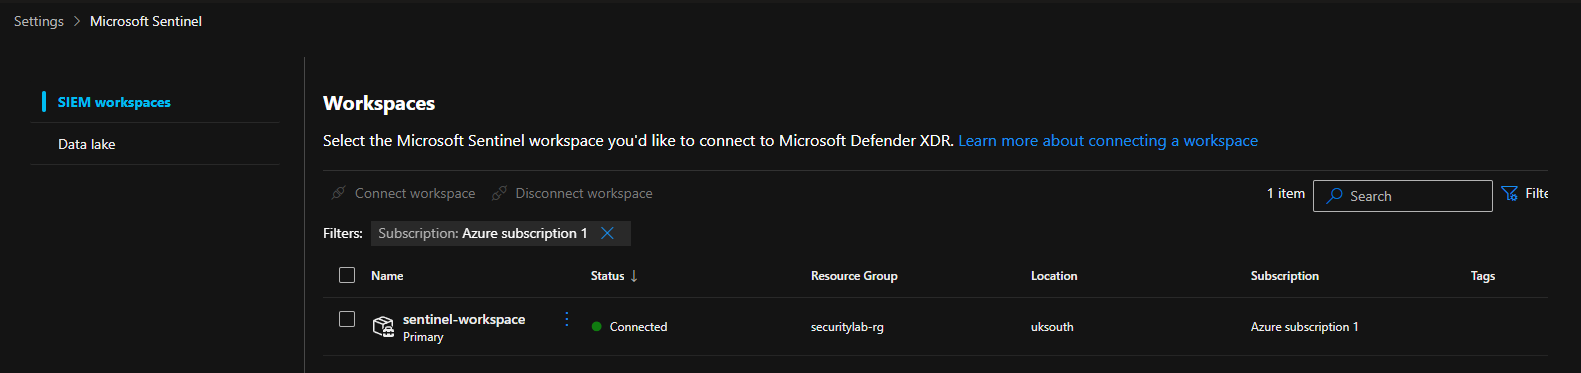 Settings > Microsoft Sentinel
SIEM workspaces
Data lake
Workspaces
Select the Microsoft Sentinel workspace you'd like to connect to Microsoft Defender XDR. Learn more about connecting a workspace
Connect workspace Disconnect workspace 1 item Search Filte
Filters: Subscription: Azure subscription 1
Name Status ↓ Resource Group Location Subscription Tags
sentinel-workspace Connected securitylab-rg uksouth Azure subscription 1
Primary